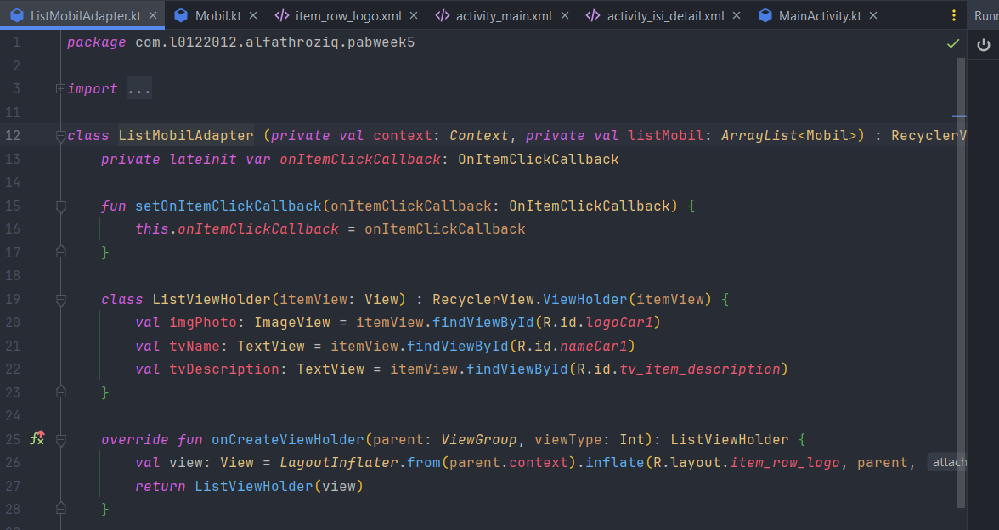 ListMobilAdapter.kt Mobil.kt item_row_logo.xml activity_main.xml activity_isi_detail.xml MainActivity.kt Runn
1 package com.l0122012.alfathroziq.pabweek5
2
3 import ...
11
12 class ListMobilAdapter (private val context: Context, private val listMobil: ArrayList<Mobil>) : RecyclerV
13 private lateinit var onItemClickCallback: OnItemClickCallback
14
15 fun setOnItemClickCallback(onItemClickCallback: OnItemClickCallback) {
16 this.onItemClickCallback = onItemClickCallback
17 }
18
19 class ListViewHolder(itemView: View) : RecyclerView.ViewHolder(itemView) {
20 val imgPhoto: ImageView = itemView.findViewById(R.id.logoCar1)
21 val tvName: TextView = itemView.findViewById(R.id.nameCar1)
22 val tvDescription: TextView = itemView.findViewById(R.id.tv_item_description)
23 }
24
25 override fun onCreateViewHolder(parent: ViewGroup, viewType: Int): ListViewHolder {
26 val view: View = LayoutInflater.from(parent.context).inflate(R.layout.item_row_logo, parent, attach
27 return ListViewHolder(view)
28 }